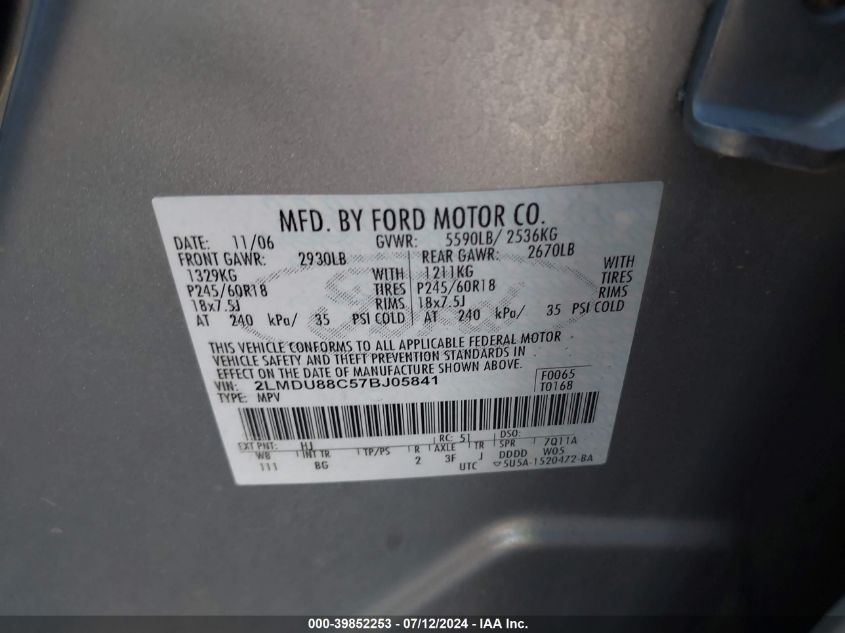 MFD. BY FORD MOTOR CO.
DATE: 11/06 GVWR: 5590LB/ 2536KG
FRONT GAWR: 2930LB REAR GAWR: 2670LB
1329KG WITH 1211KG WITH
P245/60R18 TIRES P245/60R18 TIRES
18x7.5J RIMS 18x7.5J RIMS
AT 240 kPa/ 35 PSI COLD AT 240 kPa/ 35 PSI COLD
THIS VEHICLE CONFORMS TO ALL APPLICABLE FEDERAL MOTOR
VEHICLE SAFETY AND THEFT PREVENTION STANDARDS IN
EFFECT ON THE DATE OF MANUFACTURE SHOWN ABOVE.
VIN: 2LMDU88C57BJ05841 F0065
TYPE: MPV T0168
EXT PNT: HJ RC: 51 DSO:
WB INT TR TP/PS R AXLE TR SPR 7Q11A
111 BG 2 3F J DDDD W05
UTC 5U5A-1520472-BA
000-39852253 - 07/12/2024 - IAA Inc.